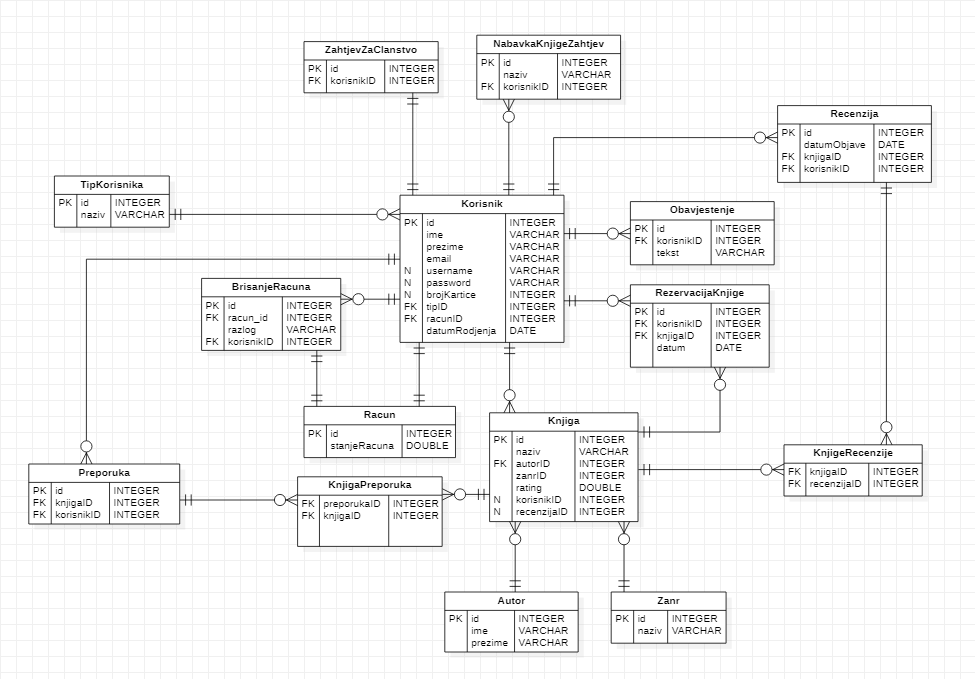 ZahtjevZaClanstvo
PK id INTEGER
FK korisnikID INTEGER
NabavkaKnjigeZahtjev
PK id INTEGER
naziv VARCHAR
FK korisnikID INTEGER
Recenzija
PK id INTEGER
datumObjave DATE
FK knjigaID INTEGER
FK korisnikID INTEGER
TipKorisnika
PK id INTEGER
naziv VARCHAR
Korisnik
PK id INTEGER
ime VARCHAR
prezime VARCHAR
email VARCHAR
N username VARCHAR
N password VARCHAR
N brojKartice INTEGER
FK tipID INTEGER
FK racunID INTEGER
datumRodjenja DATE
Obavjestenje
PK id INTEGER
FK korisnikID INTEGER
tekst VARCHAR
BrisanjeRacuna
PK id INTEGER
FK racun_id INTEGER
razlog VARCHAR
FK korisnikID INTEGER
RezervacijaKnjige
PK id INTEGER
FK korisnikID INTEGER
FK knjigaID INTEGER
datum DATE
Racun
PK id INTEGER
stanjeRacuna DOUBLE
Knjiga
PK id INTEGER
naziv VARCHAR
FK autorID INTEGER
zanrID INTEGER
rating DOUBLE
N korisnikID INTEGER
N recenzijaID INTEGER
KnjigeRecenzije
FK knjigaID INTEGER
FK recenzijaID INTEGER
Preporuka
PK id INTEGER
FK knjigaID INTEGER
FK korisnikID INTEGER
KnjigaPreporuka
FK preporukaID INTEGER
FK knjigaID INTEGER
Autor
PK id INTEGER
ime VARCHAR
prezime VARCHAR
Zanr
PK id INTEGER
naziv VARCHAR